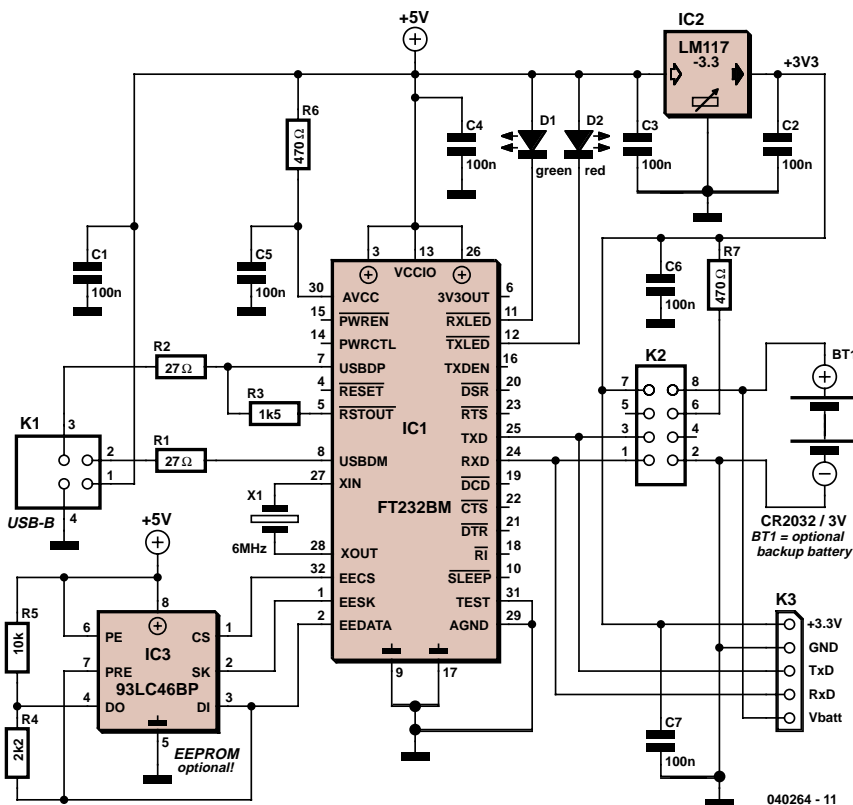 +5V
IC2
LM117
-3.3
+3V3
R6
470Ω
C4
100n
D1
green
D2
red
C3
100n
C2
100n
C1
100n
C5
100n
3
13
26
VCCIO
R7
470Ω
C6
100n
30
AVCC
3V3OUT
6
15
PWREN
RXLED
11
14
PWRCTL
TXLED
12
7
USBDP
TXDEN
16
4
RESET
DSR
20
5
RSTOUT
RTS
23
IC1
TXD
25
8
USBDM
RXD
24
27
XIN
DCD
19
FT232BM
CTS
22
DTR
21
28
XOUT
RI
18
32
EECS
SLEEP
10
1
EESK
TEST
31
2
EEDATA
AGND
29
9
17
R2
27Ω
R3
1k5
R1
27Ω
K1
3
2
1
4
USB-B
X1
6MHz
K2
7
8
5
6
3
4
1
2
BT1
CR2032 / 3V
BT1 = optional
backup battery
+5V
R5
10k
R4
2k2
8
6
PE
CS
1
IC3
7
PRE
SK
2
93LC46BP
4
DO
DI
3
5
EEPROM
optional!
K3
+3.3V
GND
TxD
RxD
Vbatt
C7
100n
040264 - 11